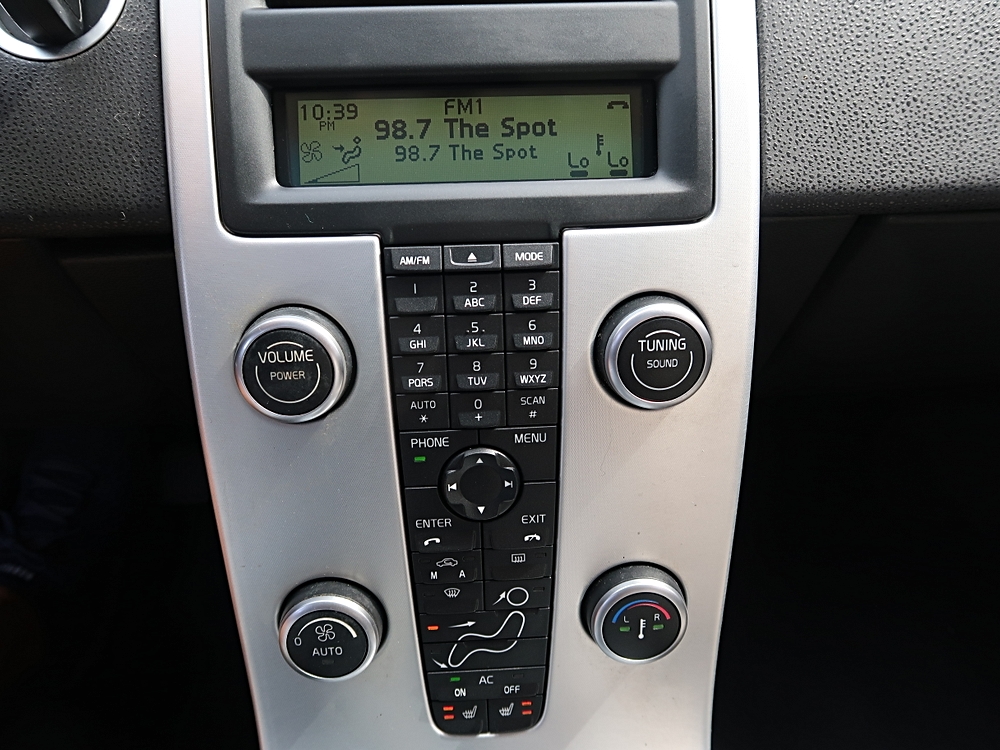 10:39 FM1
PM
98.7 The Spot
98.7 The Spot
Lo Lo
AM/FM MODE
1 2 3
ABC DEF
4 5 6
GHI JKL MNO
7 8 9
PQRS TUV WXYZ
AUTO 0 SCAN
* + #
VOLUME
POWER
TUNING
SOUND
PHONE MENU
ENTER EXIT
M A
0
AUTO
L R
AC
ON OFF